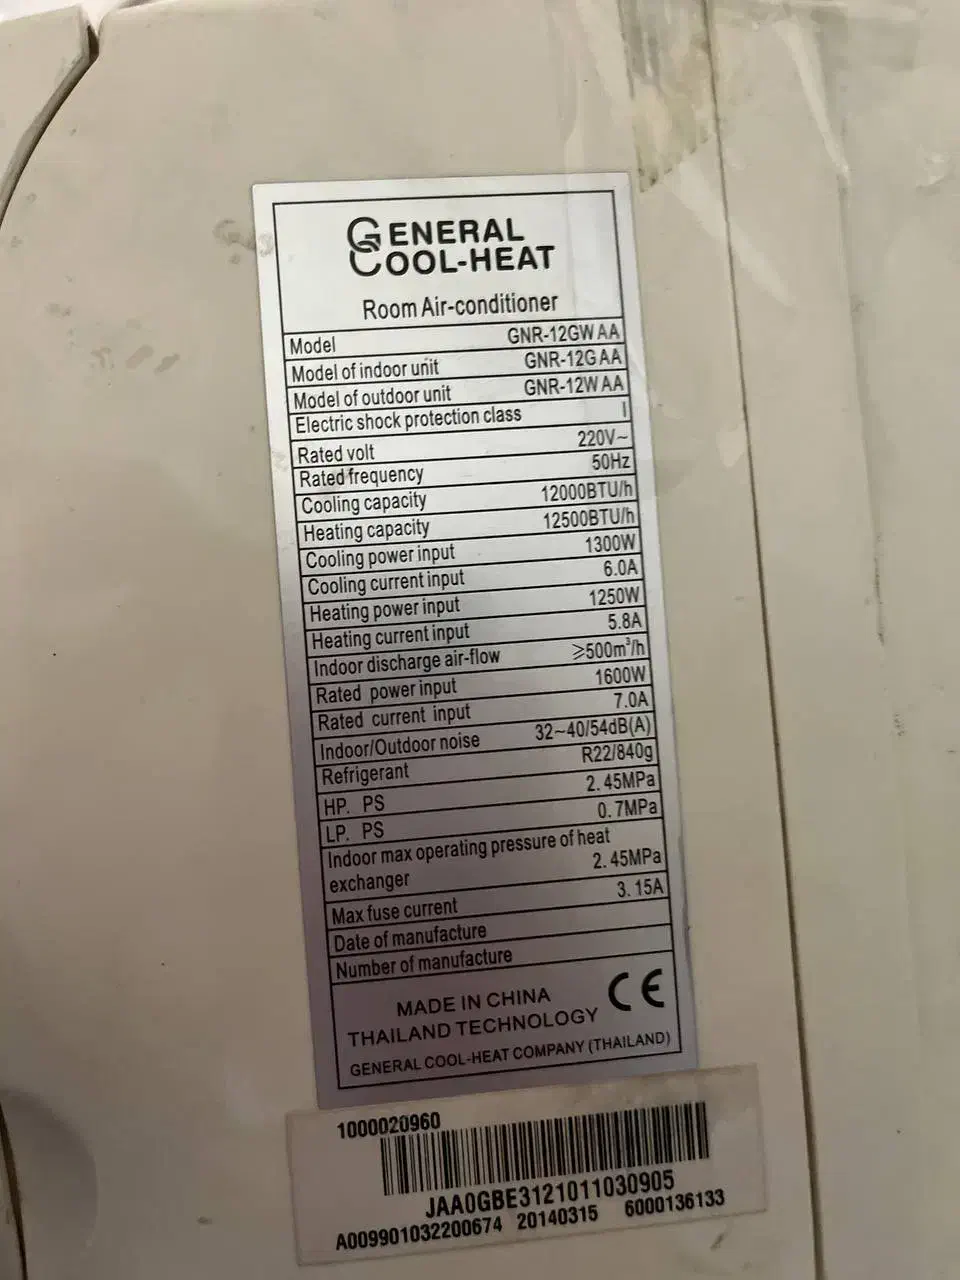 GENERAL
COOL-HEAT
Room Air-conditioner
Model GNR-12GWAA
Model of indoor unit GNR-12GAA
Model of outdoor unit GNR-12WAA
Electric shock protection class I
Rated volt 220V~
Rated frequency 50Hz
Cooling capacity 12000BTU/h
Heating capacity 12500BTU/h
Cooling power input 1300W
Cooling current input 6.0A
Heating power input 1250W
Heating current input 5.8A
Indoor discharge air-flow ≥500m³/h
Rated power input 1600W
Rated current input 7.0A
Indoor/Outdoor noise 32~40/54dB(A)
Refrigerant R22/840g
HP. PS 2.45MPa
LP. PS 0.7MPa
Indoor max operating pressure of heat
exchanger 2.45MPa
Max fuse current 3.15A
Date of manufacture
Number of manufacture
MADE IN CHINA CE
THAILAND TECHNOLOGY
GENERAL COOL-HEAT COMPANY (THAILAND)
1000020960
JAA0GBE3121011030905
A009901032200674 20140315 6000136133